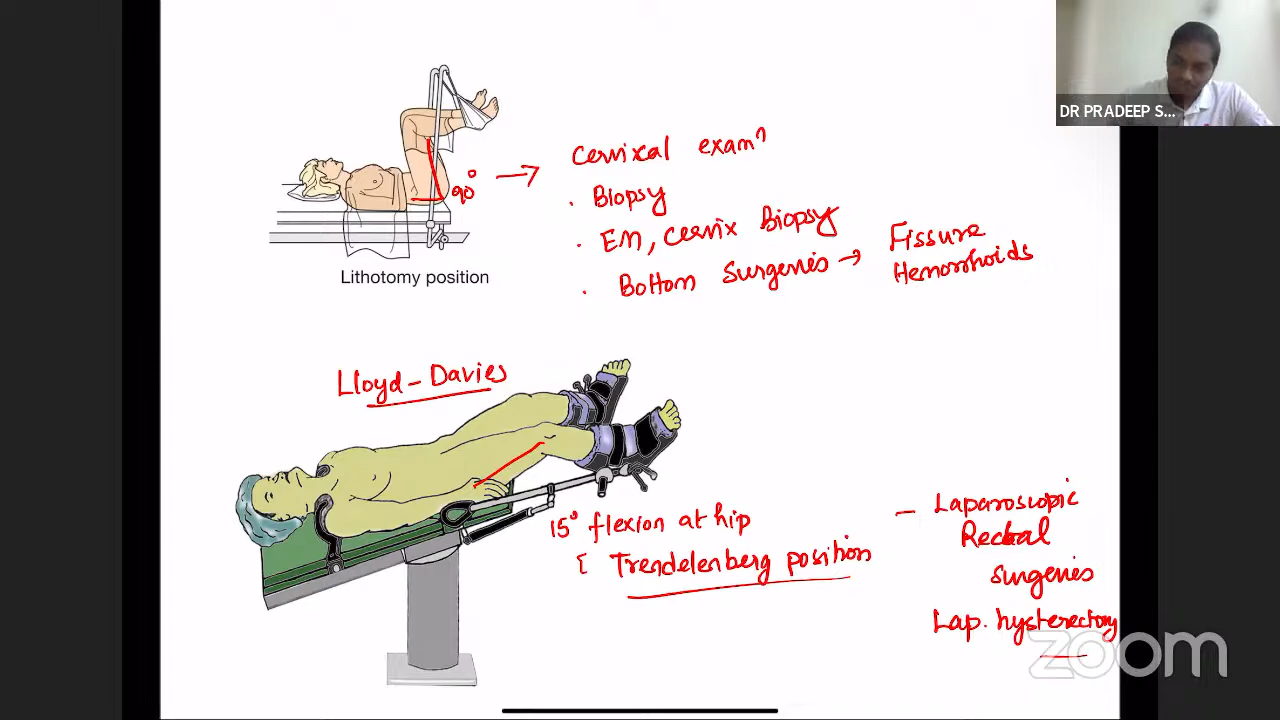 DR PRADEEP S...
90°
Cervixal exam?
. Biopsy
. EM, Cervix Biopsy
. Bottom Surgeries → Fissure
Hemorrhoids
Lithotomy position
Lloyd-Davies
15° flexion at hip
[ Trendelenberg position
- Laparoscopic
Rectal
surgeries
Lap. hysterectomy
zoom